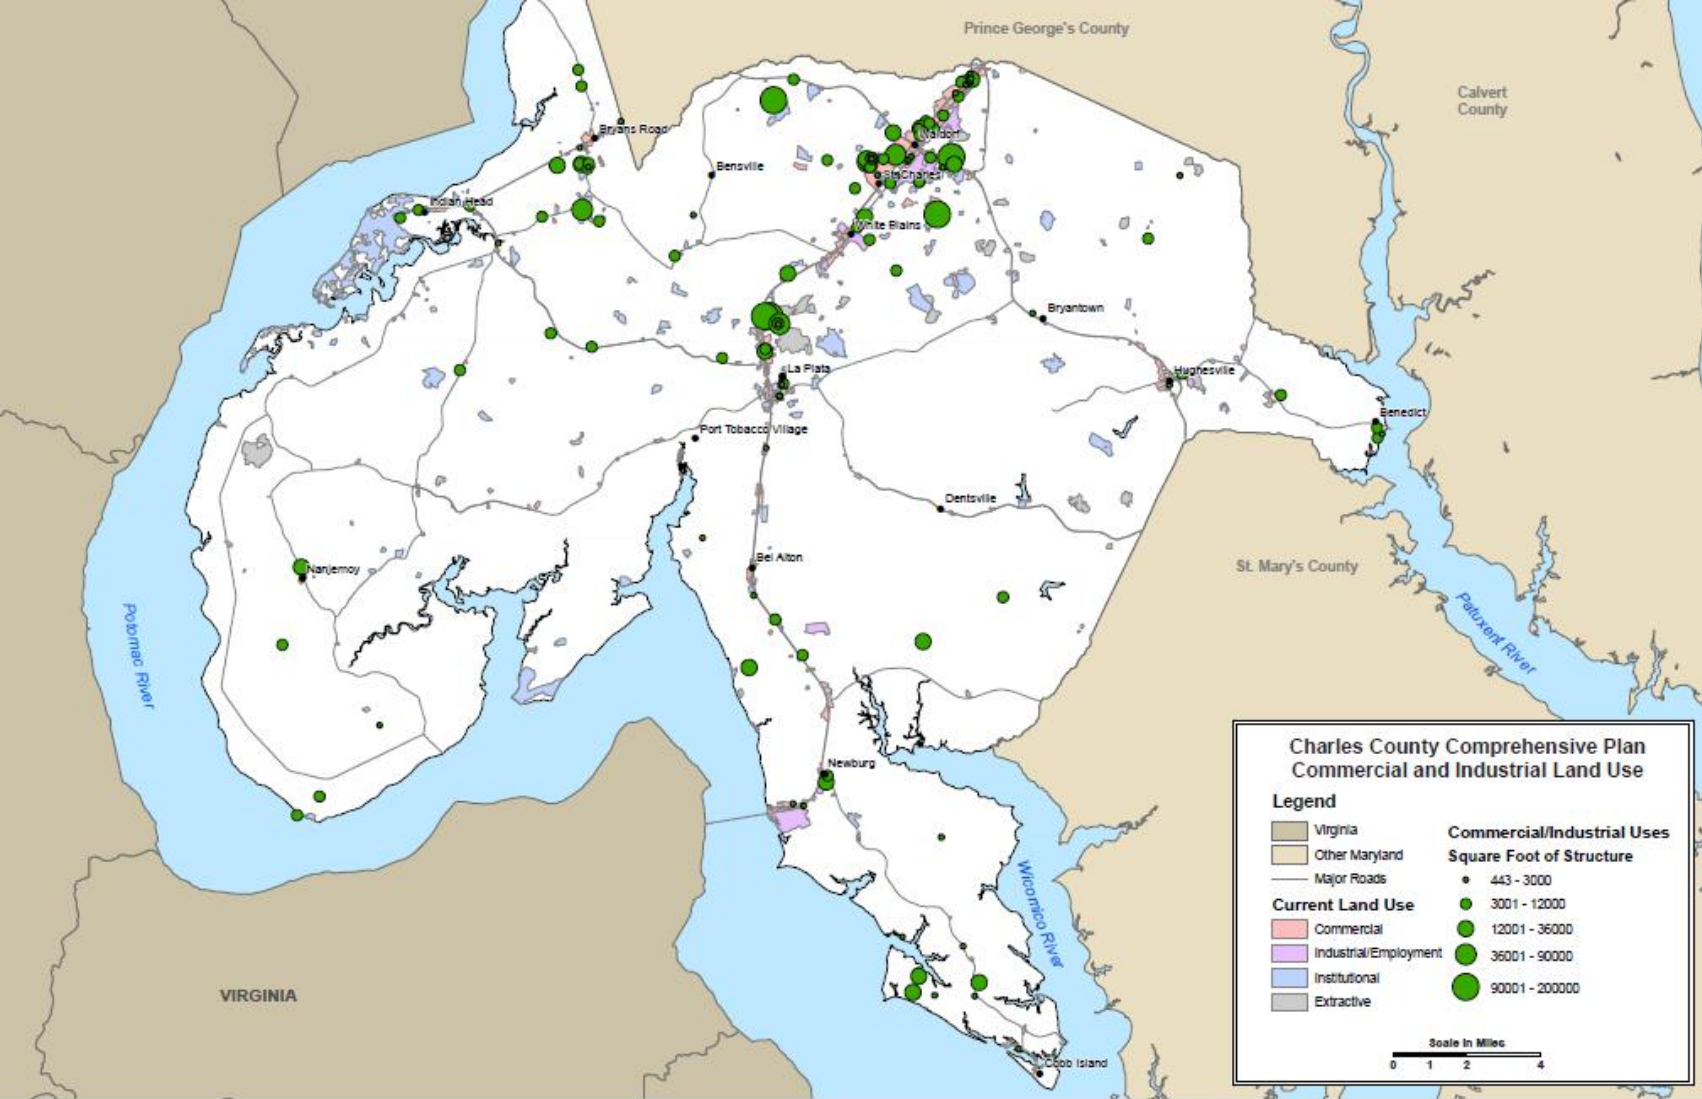 Prince George's County
Calvert
County
Bryans Road
Waldorf
Bensville
St. Charles
Indian Head
White Plains
Bryantown
La Plata
Hughesville
Benedict
Port Tobacco Village
Dentsville
Bel Alton
Nanjemoy
St. Mary's County
Potomac River
Patuxent River
Newburg
Wicomico River
VIRGINIA
Cobb Island
Charles County Comprehensive Plan
Commercial and Industrial Land Use
Legend
Virginia
Other Maryland
Major Roads
Current Land Use
Commercial
Industrial/Employment
Institutional
Extractive
Commercial/Industrial Uses
Square Foot of Structure
443 - 3000
3001 - 12000
12001 - 36000
36001 - 90000
90001 - 200000
Scale in Miles
0 1 2 4